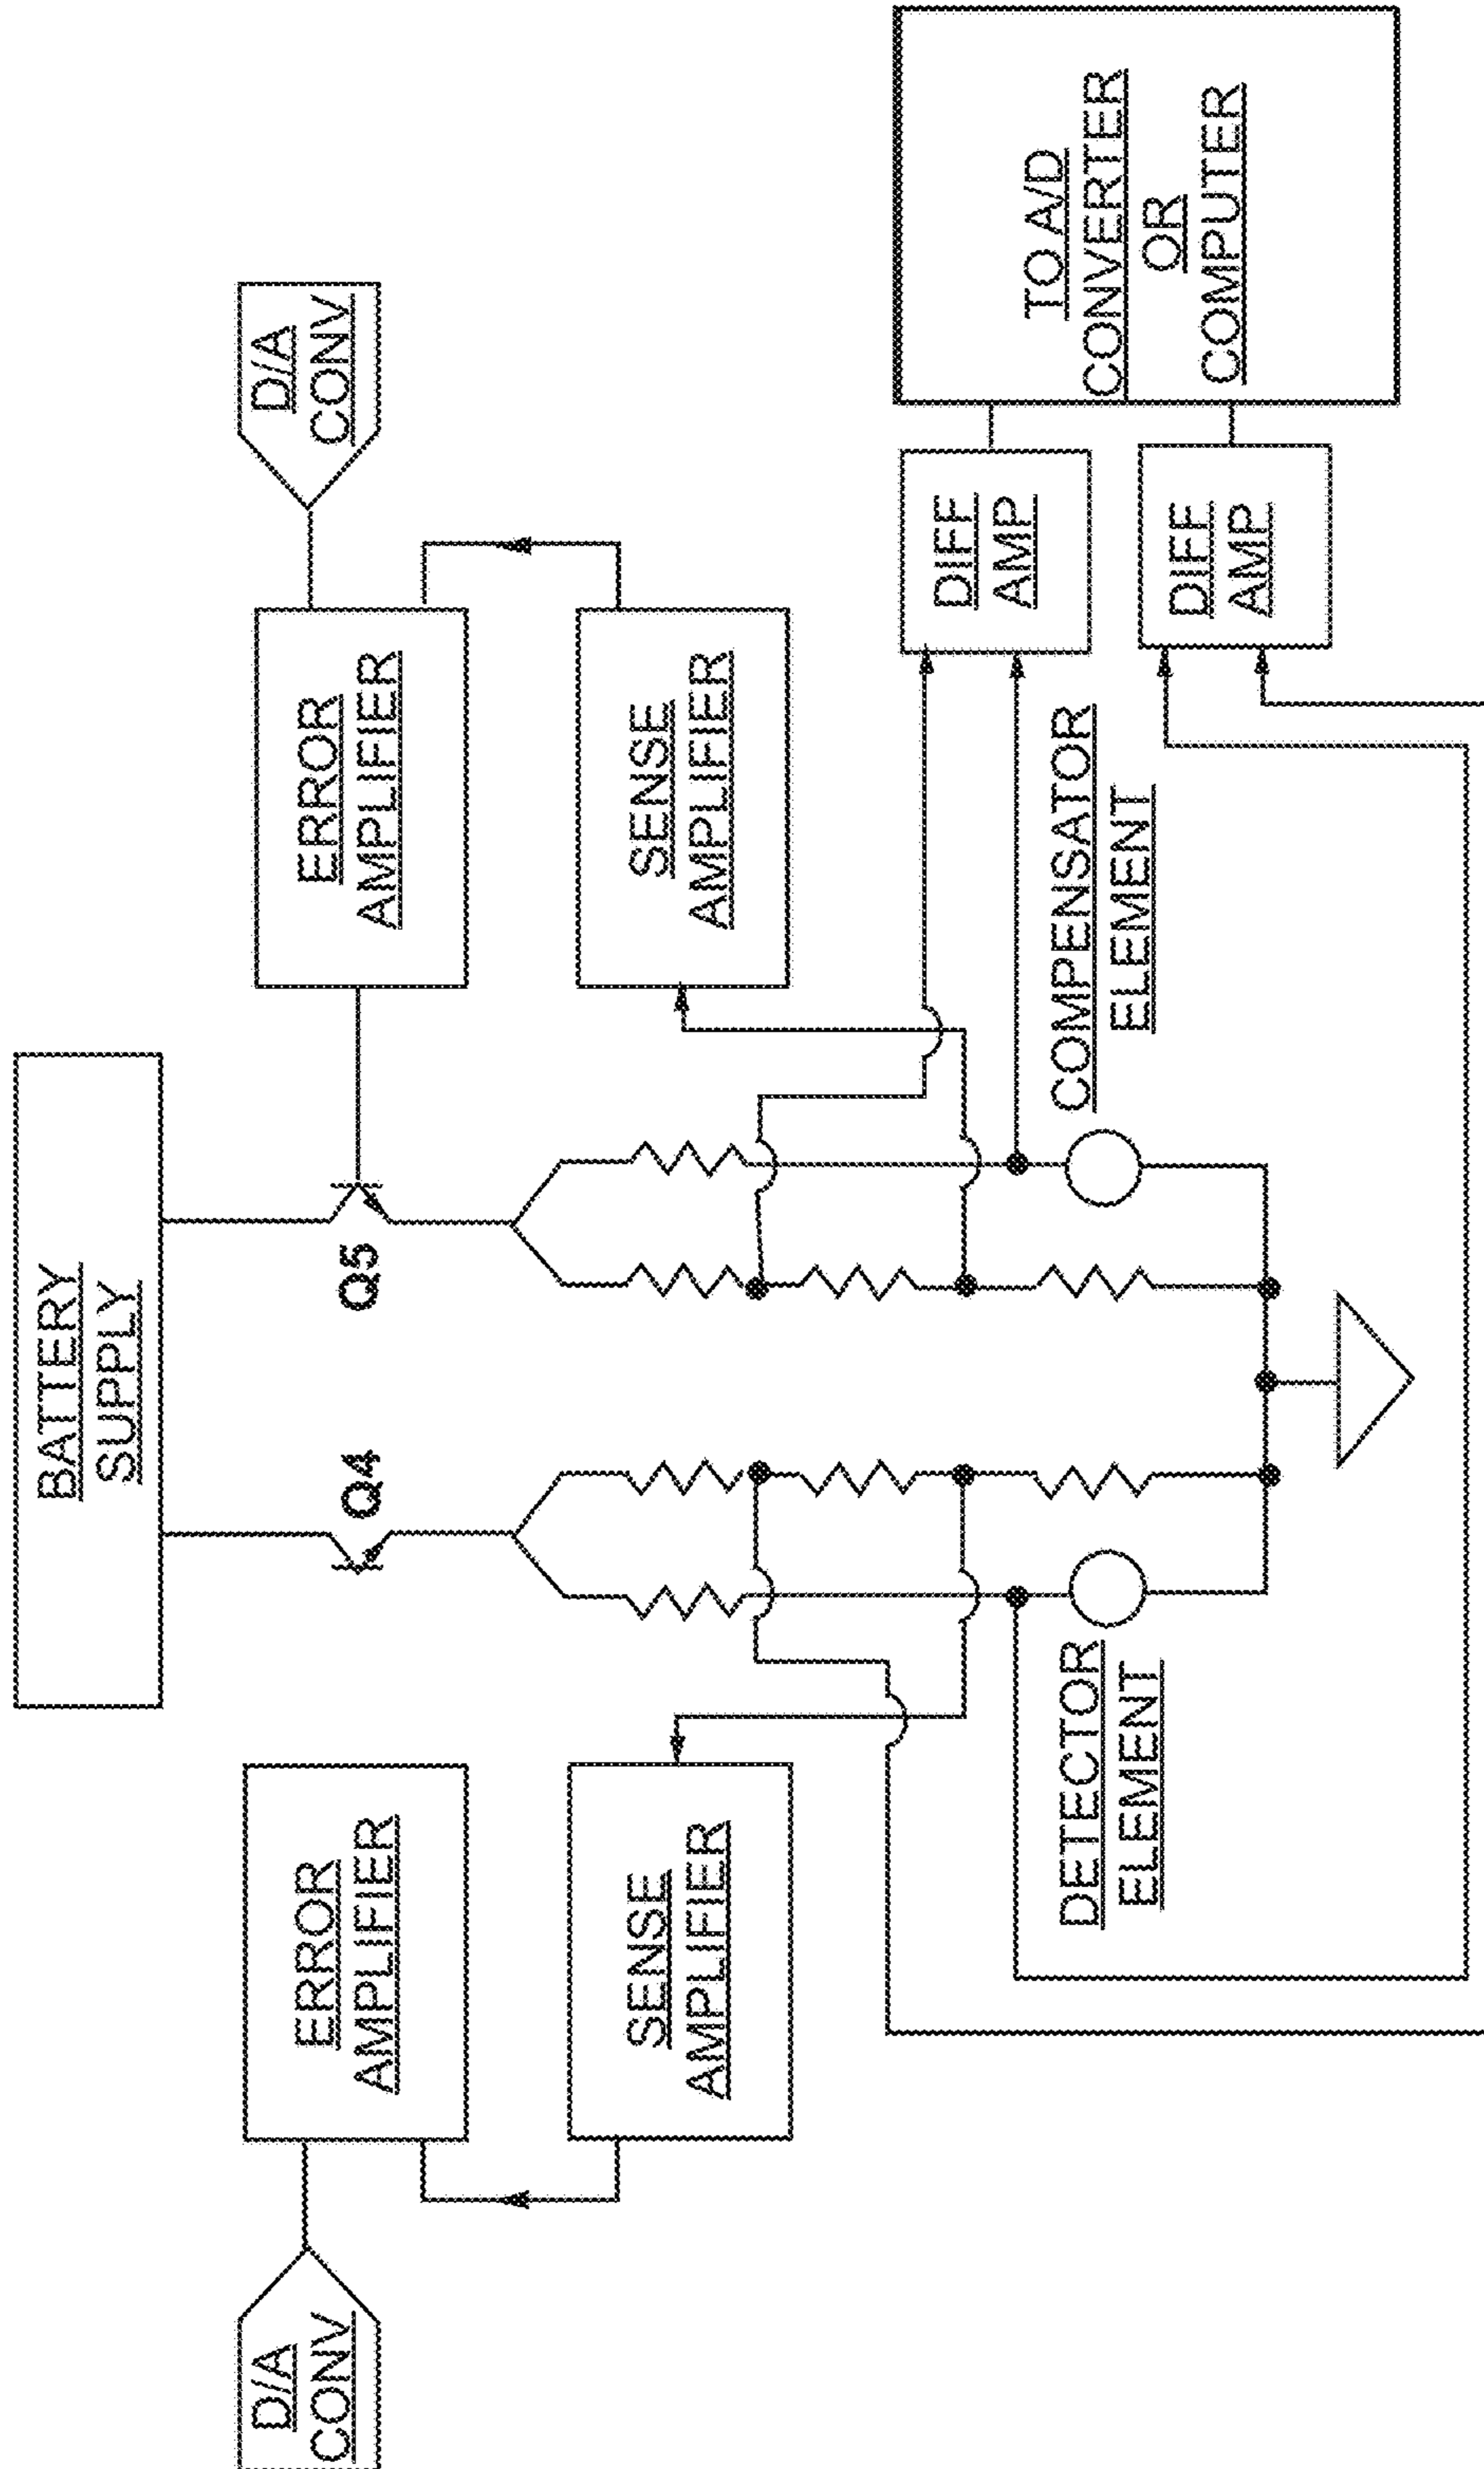 BATTERY
SUPPLY
D/A
CONV
ERROR
AMPLIFIER
Q4
Q5
ERROR
AMPLIFIER
D/A
CONV
SENSE
AMPLIFIER
SENSE
AMPLIFIER
DETECTOR
ELEMENT
COMPENSATOR
ELEMENT
DIFF
AMP
DIFF
AMP
TO A/D
CONVERTER
OR
COMPUTER